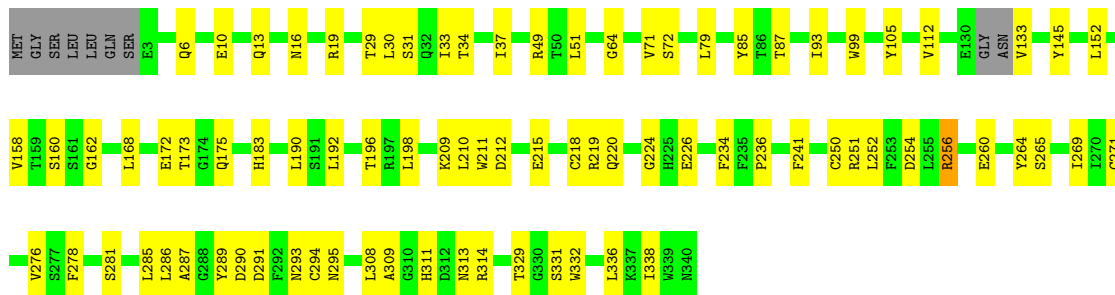 MET GLY SER LEU LEU GLN SER E3 Q6 E10 Q13 N16 R19 T29 L30 S31 Q32 I33 T34 I37 R49 T50 L51 G64 V71 S72 L79 Y85 T86 T87 I93 W99 Y105 V112 E130 GLY ASN V133 Y145 L152
V158 T159 S160 S161 G162 L168 E172 T173 G174 Q175 H183 L190 S191 L192 T196 R197 L198 K209 L210 W211 D212 E215 C218 R219 Q220 G224 H225 E226 F234 F235 P236 F241 C250 R251 L252 F253 D254 L255 R256 E260 Y264 S265 I269 I270 C271
V276 S277 F278 S281 L285 L286 A287 G288 Y289 D290 D291 F292 N293 C294 N295 L308 A309 G310 H311 D312 N313 R314 T329 G330 S331 W332 L336 K337 I338 W339 N340